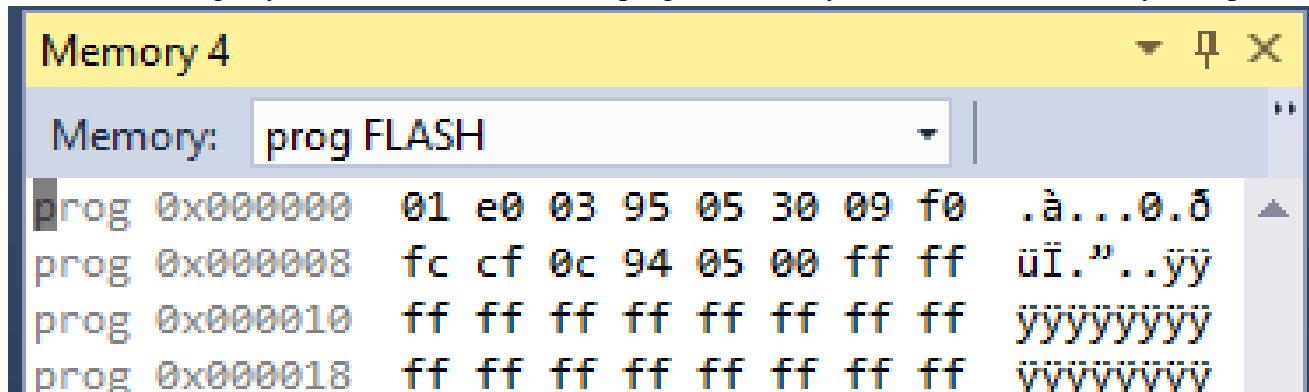 Memory 4
Memory: prog FLASH
prog 0x000000 01 e0 03 95 05 30 09 f0 .à...0.ð
prog 0x000008 fc cf 0c 94 05 00 ff ff üÏ.”..ÿÿ
prog 0x000010 ff ff ff ff ff ff ff ff ÿÿÿÿÿÿÿÿ
prog 0x000018 ff ff ff ff ff ff ff ff ÿÿÿÿÿÿÿÿ